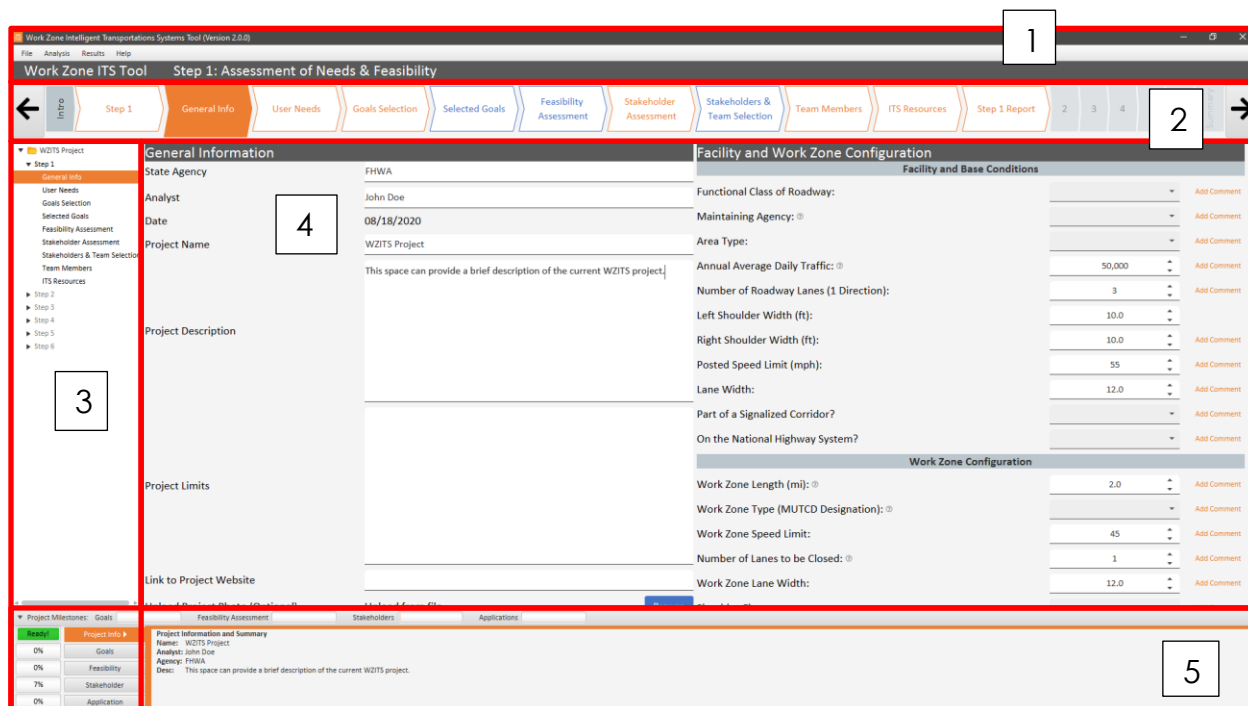 1
Work Zone Intelligent Transportations Systems Tool (Version 2.0.0)
File Analysis Results Help
Work Zone ITS Tool Step 1: Assessment of Needs & Feasibility
Intro
Step 1
General Info
User Needs
Goals Selection
Selected Goals
Feasibility
Assessment
Stakeholder
Assessment
Stakeholders &
Team Selection
Team Members
ITS Resources
Step 1 Report
2 3 4
2
Summary
WZITS Project
Step 1
General Info
User Needs
Goals Selection
Selected Goals
Feasibility Assessment
Stakeholder Assessment
Stakeholders & Team Selection
Team Members
ITS Resources
Step 2
Step 3
Step 4
Step 5
Step 6
3
General Information
State Agency FHWA
Analyst John Doe
Date 08/18/2020
4
Project Name WZITS Project
This space can provide a brief description of the current WZITS project.
Project Description
Project Limits
Link to Project Website
Upload Project Photo (Optional) Upload from file
Facility and Work Zone Configuration
Facility and Base Conditions
Functional Class of Roadway: Add Comment
Maintaining Agency: Add Comment
Area Type: Add Comment
Annual Average Daily Traffic: 50,000 Add Comment
Number of Roadway Lanes (1 Direction): 3 Add Comment
Left Shoulder Width (ft): 10.0
Right Shoulder Width (ft): 10.0 Add Comment
Posted Speed Limit (mph): 55 Add Comment
Lane Width: 12.0 Add Comment
Part of a Signalized Corridor? Add Comment
On the National Highway System? Add Comment
Work Zone Configuration
Work Zone Length (mi): 2.0 Add Comment
Work Zone Type (MUTCD Designation): Add Comment
Work Zone Speed Limit: 45 Add Comment
Number of Lanes to be Closed: 1 Add Comment
Work Zone Lane Width: 12.0 Add Comment
Project Milestones: Goals Feasibility Assessment Stakeholders Applications
Ready! Project Info
0% Goals
0% Feasibility
7% Stakeholder
0% Application
Project Information and Summary
Name: WZITS Project
Analyst: John Doe
Agency: FHWA
Desc: This space can provide a brief description of the current WZITS project.
5